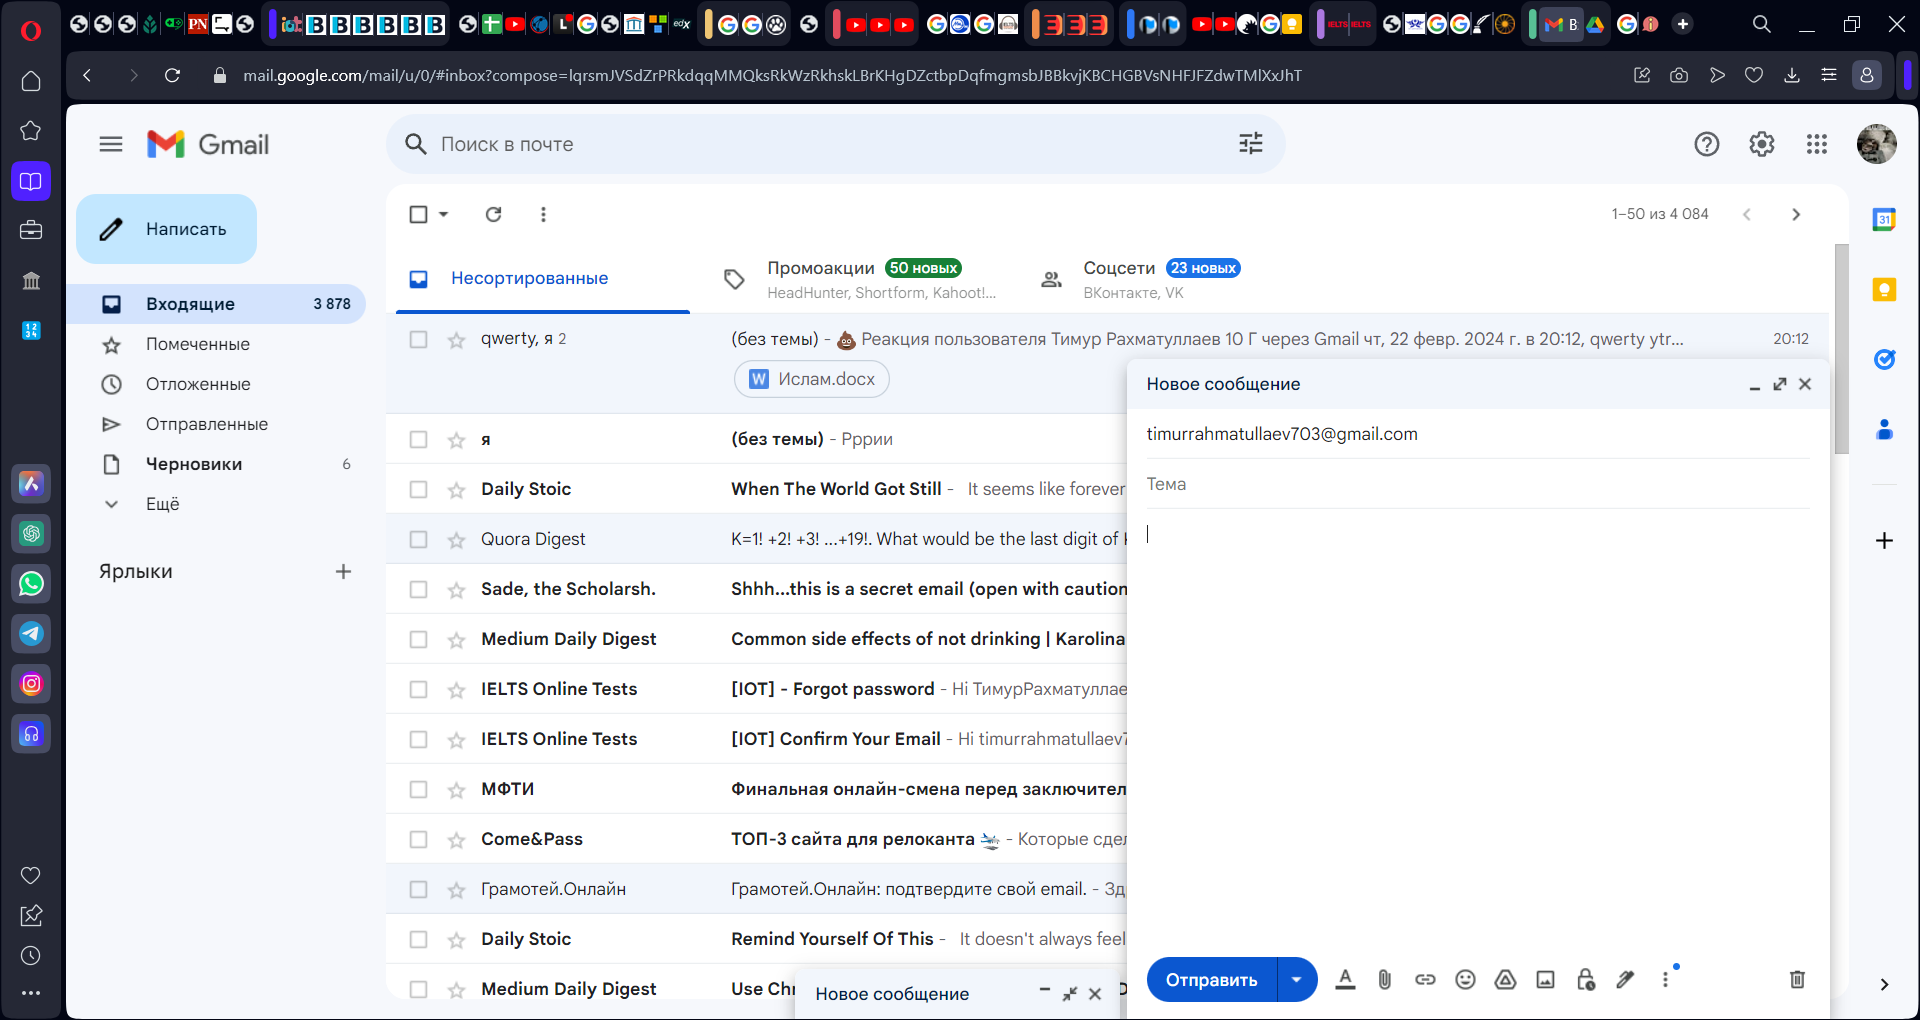 mail.google.com/mail/u/0/#inbox?compose=lqrsmJVSdZrPRkdqqMMQksRkWzRkhskLBrKHgDZctbpDqfmgmsbJBBkvjKBCHGBVsNHFJFZdwTMlXxJhT
Gmail
Поиск в почте
Написать
1–50 из 4 084
Входящие 3 878
Помеченные
Отложенные
Отправленные
Черновики 6
Ещё
Ярлыки
Несортированные
Промоакции 50 новых
HeadHunter, Shortform, Kahoot!...
Соцсети 23 новых
ВКонтакте, VK
qwerty, я 2 (без темы) - 💩 Реакция пользователя Тимур Рахматуллаев 10 Г через Gmail чт, 22 февр. 2024 г. в 20:12, qwerty ytr... 20:12
Ислам.docx
я (без темы) - Рррии
Daily Stoic When The World Got Still - It seems like forever
Quora Digest K=1! +2! +3! ...+19!. What would be the last digit of
Sade, the Scholarsh. Shhh...this is a secret email (open with caution
Medium Daily Digest Common side effects of not drinking | Karolina
IELTS Online Tests [IOT] - Forgot password - Hi ТимурРахматуллае
IELTS Online Tests [IOT] Confirm Your Email - Hi timurrahmatullaev7
МФТИ Финальная онлайн-смена перед заключител
Come&Pass ТОП-3 сайта для релоканта 🛬 - Которые сдел
Грамотей.Онлайн Грамотей.Онлайн: подтвердите свой email. - Зд
Daily Stoic Remind Yourself Of This - It doesn't always feel
Medium Daily Digest Use Chr
Новое сообщение
Новое сообщение
timurrahmatullaev703@gmail.com
Тема
Отправить